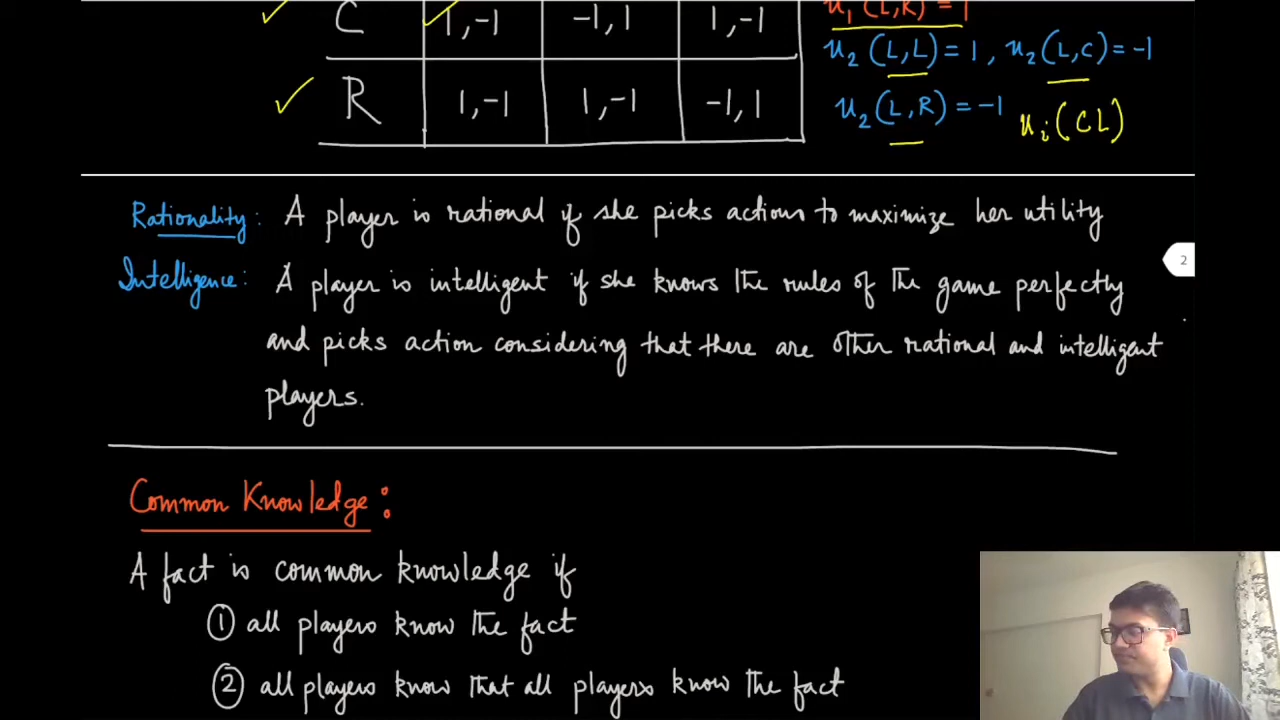 C 1,-1 -1,1 1,-1 u₁(L,R) = 1
u₂(L,L) = 1, u₂(L,C) = -1
R 1,-1 1,-1 -1,1 u₂(L,R) = -1 uᵢ(CL)
Rationality: A player is rational if she picks actions to maximize her utility
2
Intelligence: A player is intelligent if she knows the rules of the game perfectly
and picks action considering that there are other rational and intelligent
players.
Common Knowledge:
A fact is common knowledge if
① all players know the fact
② all players know that all players know the fact